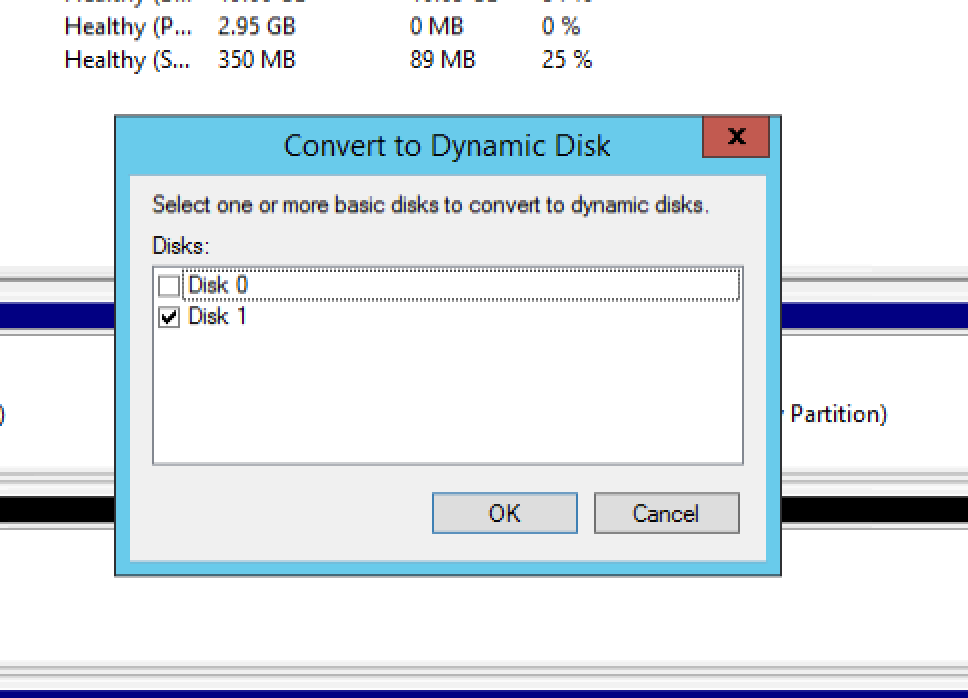 Healthy (P... 2.95 GB 0 MB 0 %
Healthy (S... 350 MB 89 MB 25 %
Convert to Dynamic Disk
x
Select one or more basic disks to convert to dynamic disks.
Disks:
Disk 0
Disk 1
) Partition)
OK Cancel